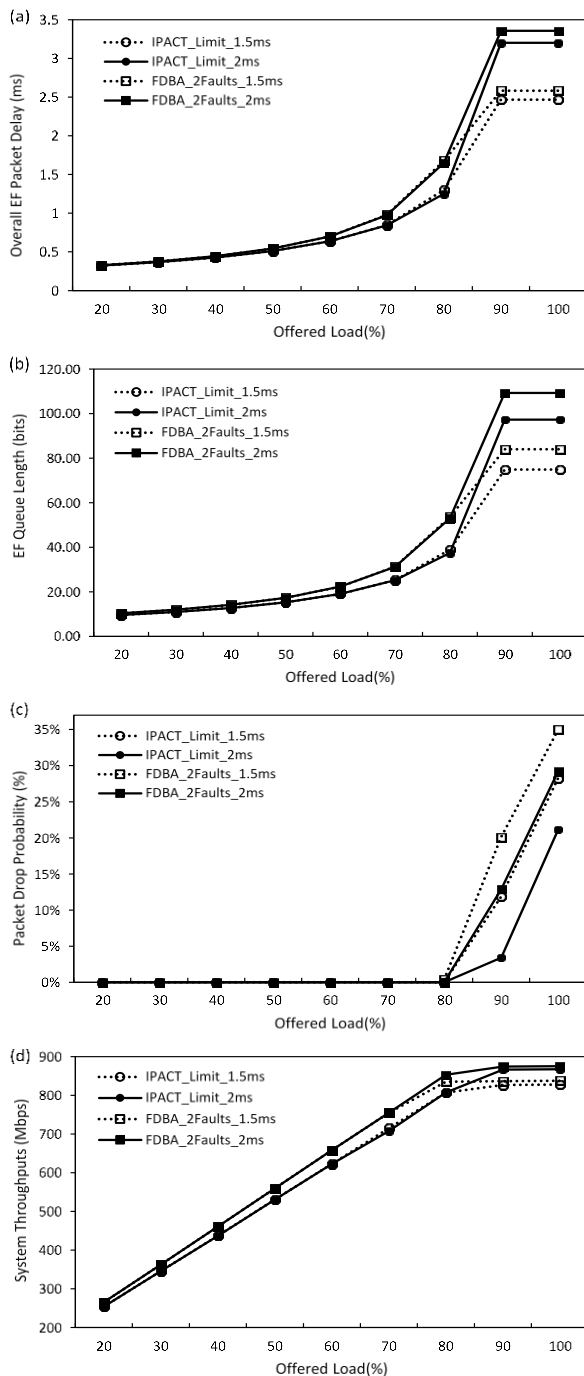 (a)
3.5
3
2.5
2
1.5
1
0.5
0
Overall EF Packet Delay (ms)
IPACT_Limit_1.5ms
IPACT_Limit_2ms
FDBA_2Faults_1.5ms
FDBA_2Faults_2ms
20 30 40 50 60 70 80 90 100
Offered Load(%)
(b)
120.00
100.00
80.00
60.00
40.00
20.00
0.00
EF Queue Length (bits)
IPACT_Limit_1.5ms
IPACT_Limit_2ms
FDBA_2Faults_1.5ms
FDBA_2Faults_2ms
20 30 40 50 60 70 80 90 100
Offered Load(%)
(c)
35%
30%
25%
20%
15%
10%
5%
0%
Packet Drop Probability (%)
IPACT_Limit_1.5ms
IPACT_Limit_2ms
FDBA_2Faults_1.5ms
FDBA_2Faults_2ms
20 30 40 50 60 70 80 90 100
Offered Load(%)
(d)
900
800
700
600
500
400
300
200
System Throughputs (Mbps)
IPACT_Limit_1.5ms
IPACT_Limit_2ms
FDBA_2Faults_1.5ms
FDBA_2Faults_2ms
20 30 40 50 60 70 80 90 100
Offered Load(%)